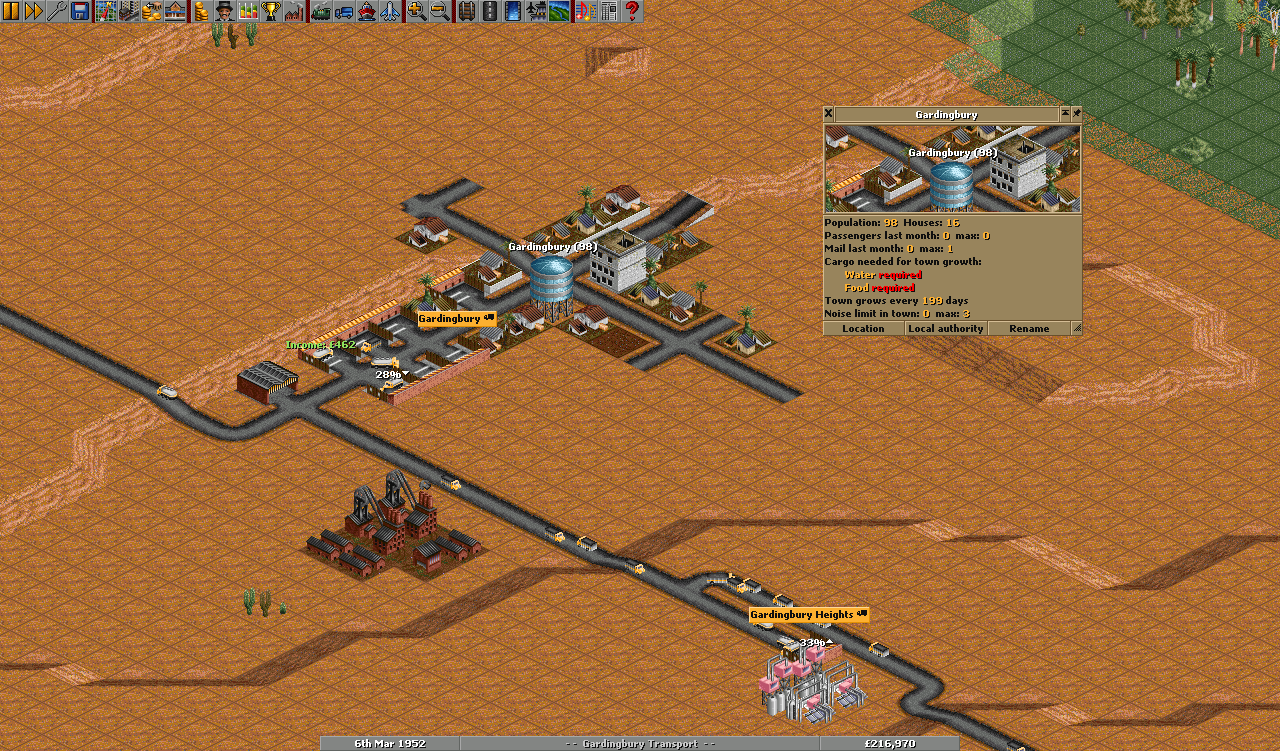 3
Gardingbury
Gardingbury (98)
Population: 98 Houses: 16
Passengers last month: 0 max: 0
Mail last month: 0 max: 1
Cargo needed for town growth:
Water required
Food required
Town grows every 199 days
Noise limit in town: 0 max: 3
Location Local authority Rename
Gardingbury (98)
Gardingbury
Income: £462
28%
Gardingbury Heights
33%
6th Mar 1952 -- Gardingbury Transport -- £216,970